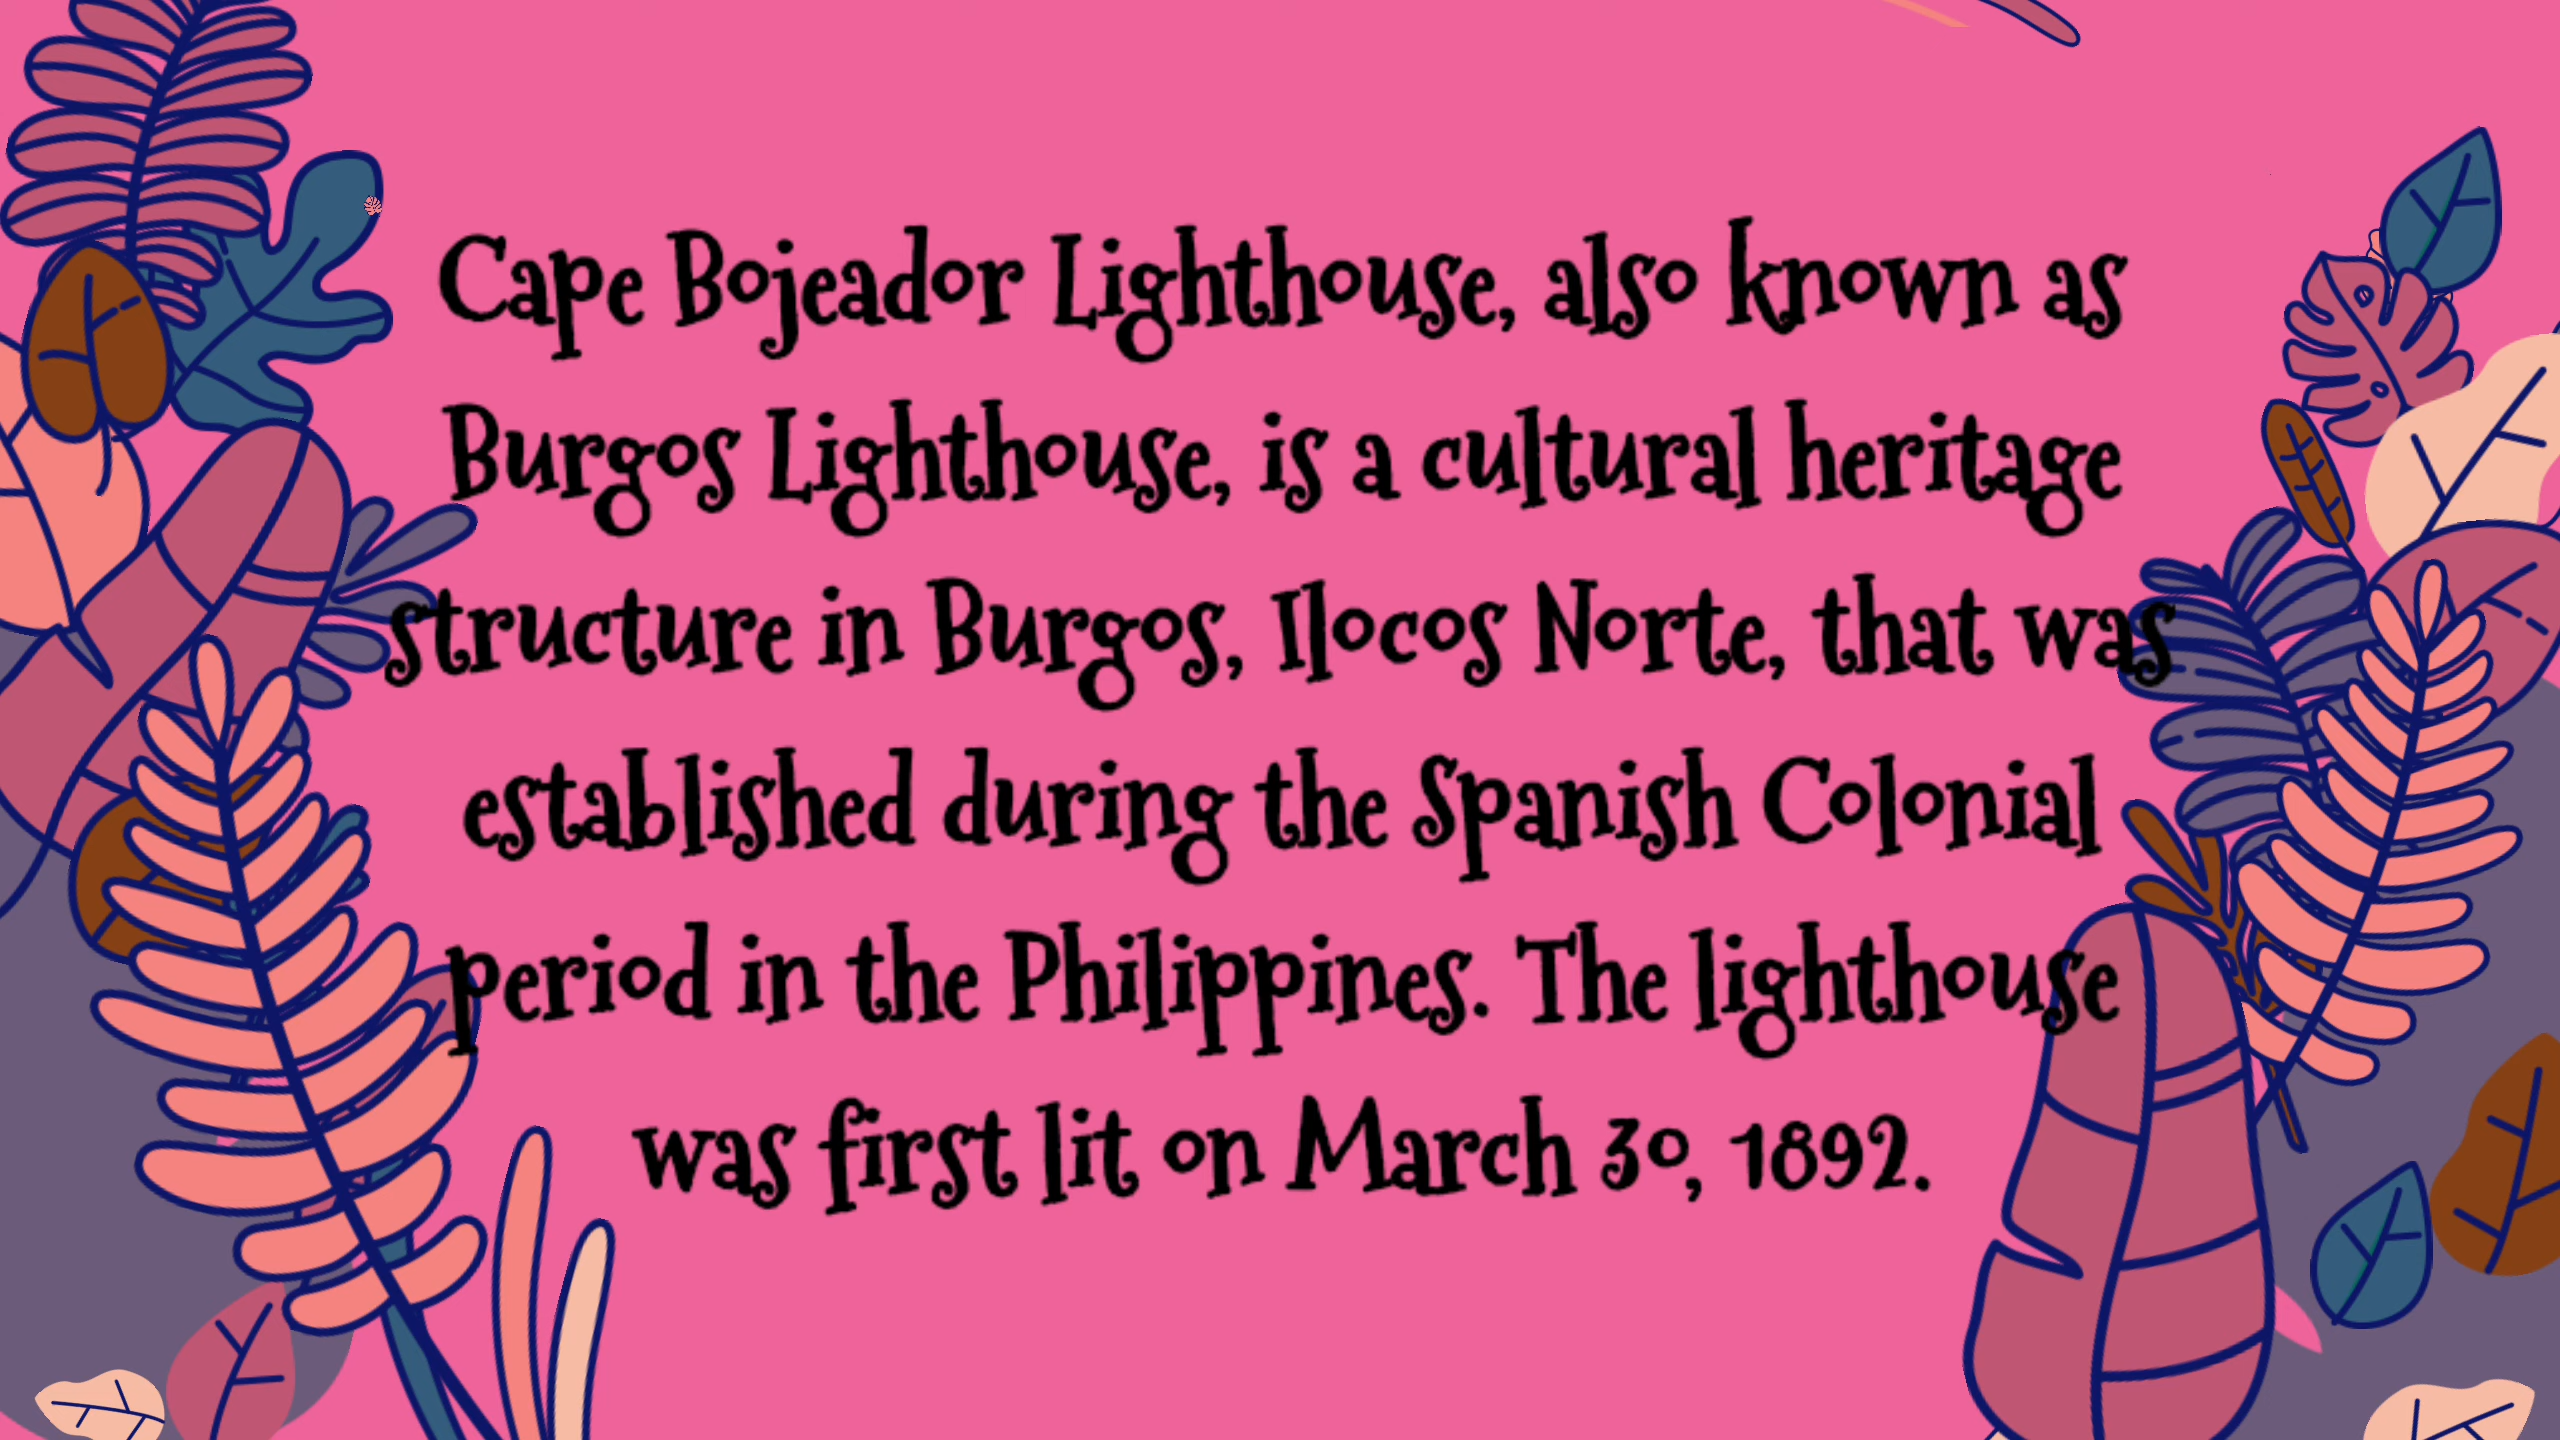 Cape Bojeador Lighthouse, also known as
Burgos Lighthouse, is a cultural heritage
structure in Burgos, Ilocos Norte, that was
established during the Spanish Colonial
period in the Philippines. The lighthouse
was first lit on March 30, 1892.